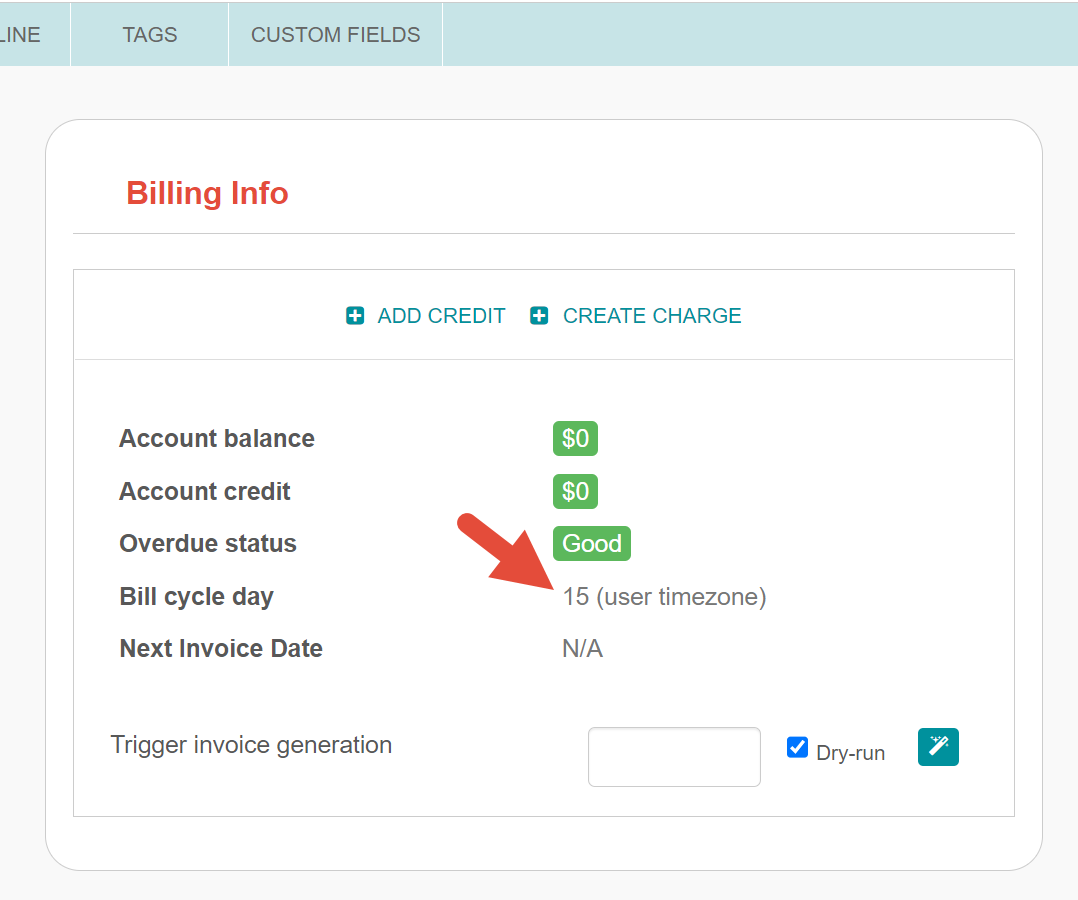 LINE TAGS CUSTOM FIELDS
Billing Info
ADD CREDIT CREATE CHARGE
Account balance $0
Account credit $0
Overdue status Good
Bill cycle day 15 (user timezone)
Next Invoice Date N/A
Trigger invoice generation Dry-run